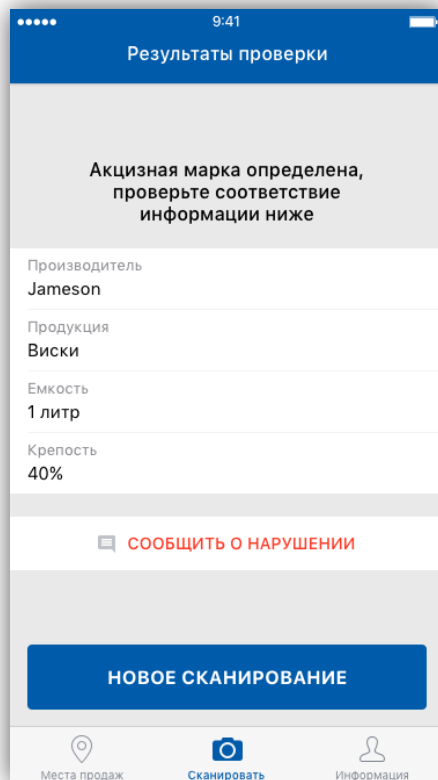 9:41
Результаты проверки
Акцизная марка определена,
проверьте соответствие
информации ниже
Производитель
Jameson
Продукция
Виски
Емкость
1 литр
Крепость
40%
СООБЩИТЬ О НАРУШЕНИИ
НОВОЕ СКАНИРОВАНИЕ
Места продаж
Сканировать
Информация